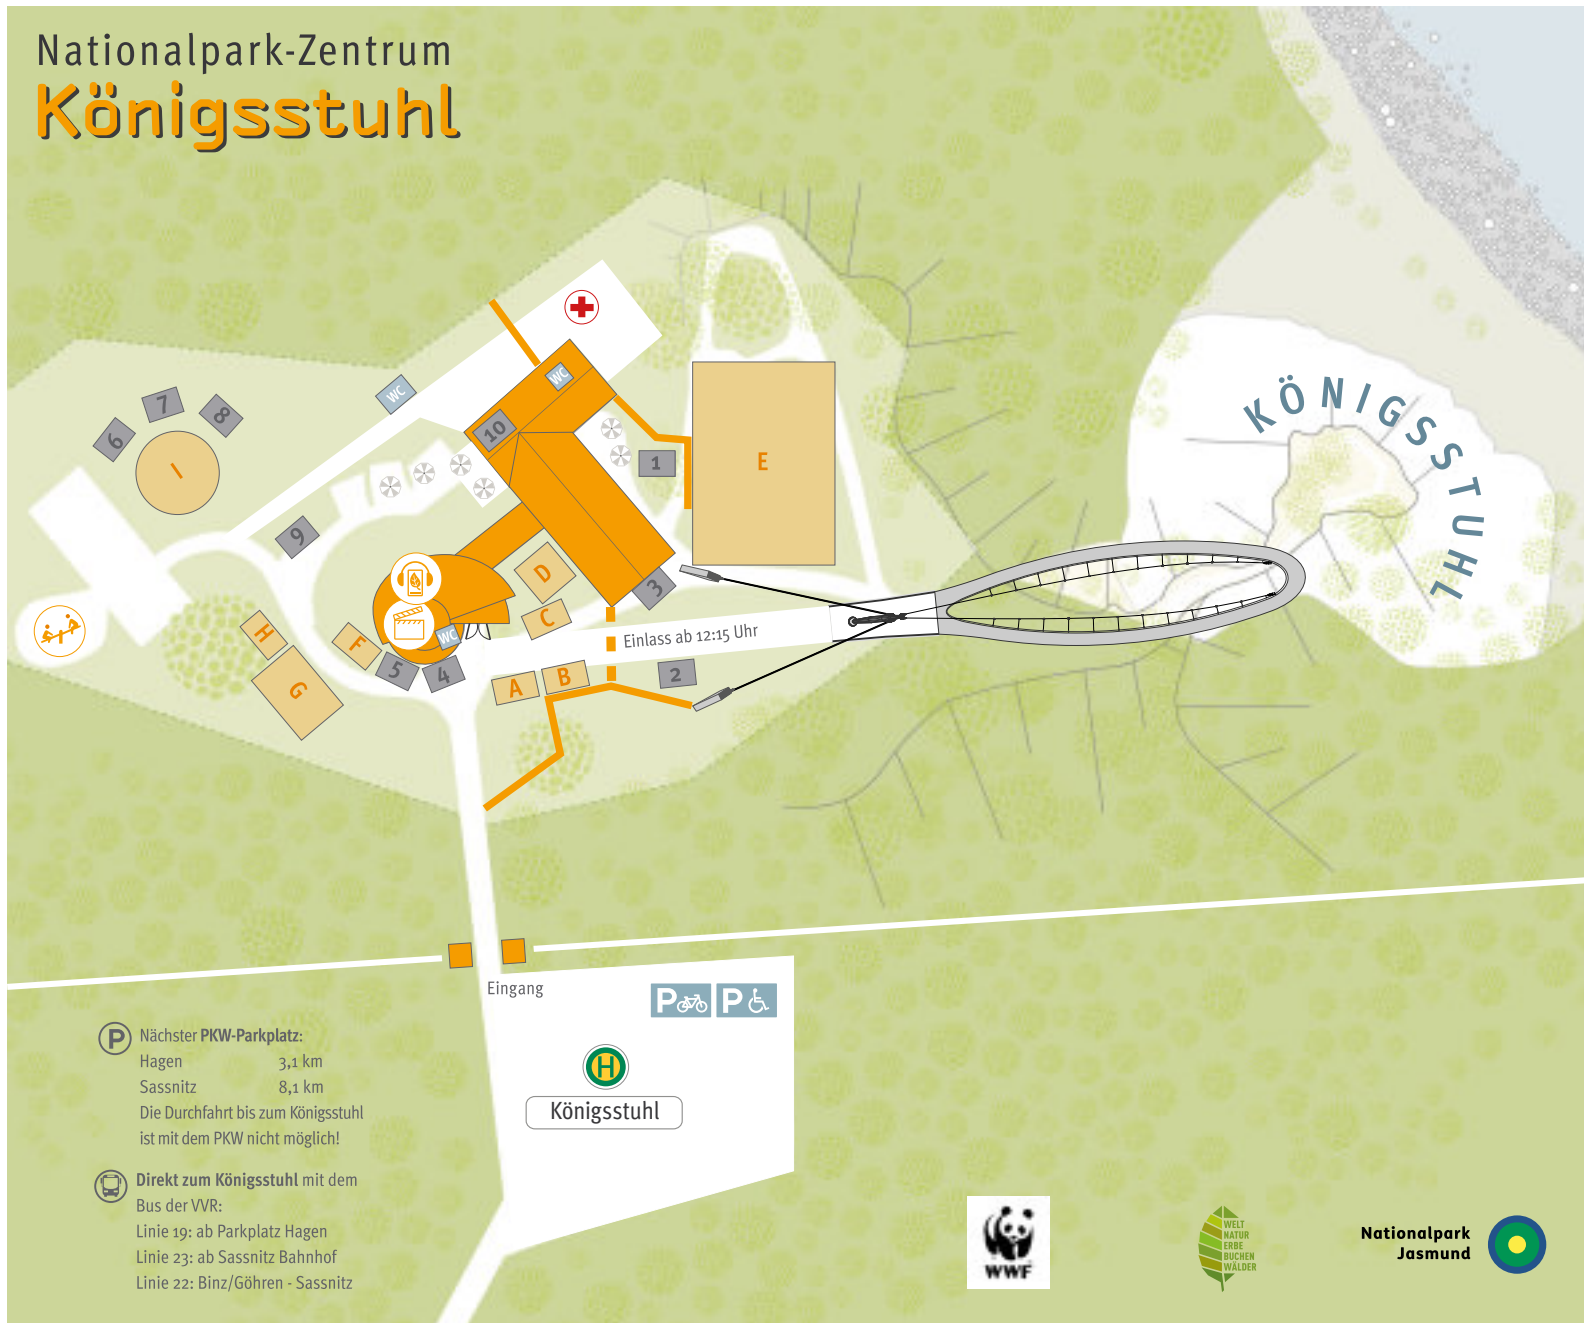 Nationalpark-Zentrum
Königsstuhl
KÖNIGSSTUHL
WC
WC
WC
7
8
6
I
10
1
E
9
D
3
C
H
F
5
4
G
A
B
2
Einlass ab 12:15 Uhr
Eingang
P P
H
Königsstuhl
P
Nächster PKW-Parkplatz:
Hagen 3,1 km
Sassnitz 8,1 km
Die Durchfahrt bis zum Königsstuhl
ist mit dem PKW nicht möglich!
Direkt zum Königsstuhl mit dem
Bus der VVR:
Linie 19: ab Parkplatz Hagen
Linie 23: ab Sassnitz Bahnhof
Linie 22: Binz/Göhren - Sassnitz
WWF
WELT
NATUR
ERBE
BUCHEN
WÄLDER
Nationalpark
Jasmund